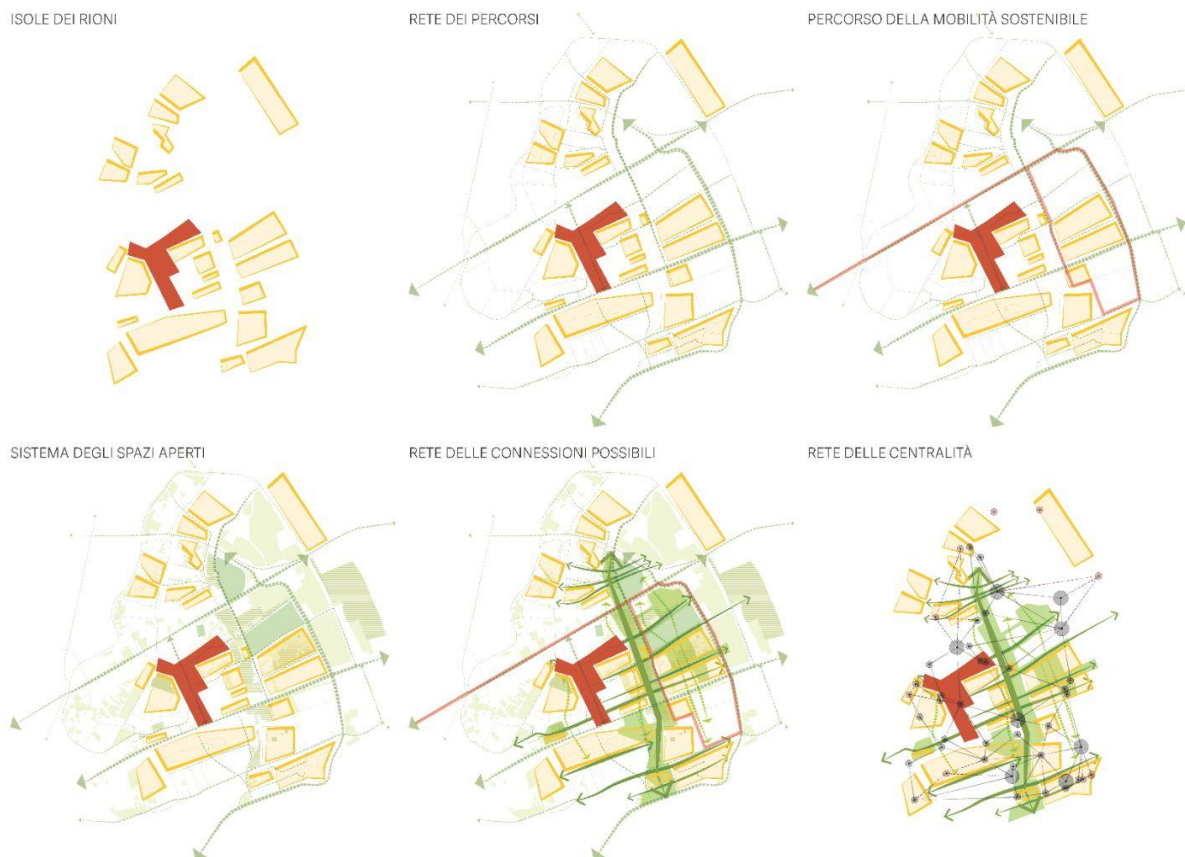 ISOLE DEI RIONI
RETE DEI PERCORSI
PERCORSO DELLA MOBILITÀ SOSTENIBILE
SISTEMA DEGLI SPAZI APERTI
RETE DELLE CONNESSIONI POSSIBILI
RETE DELLE CENTRALITÀ